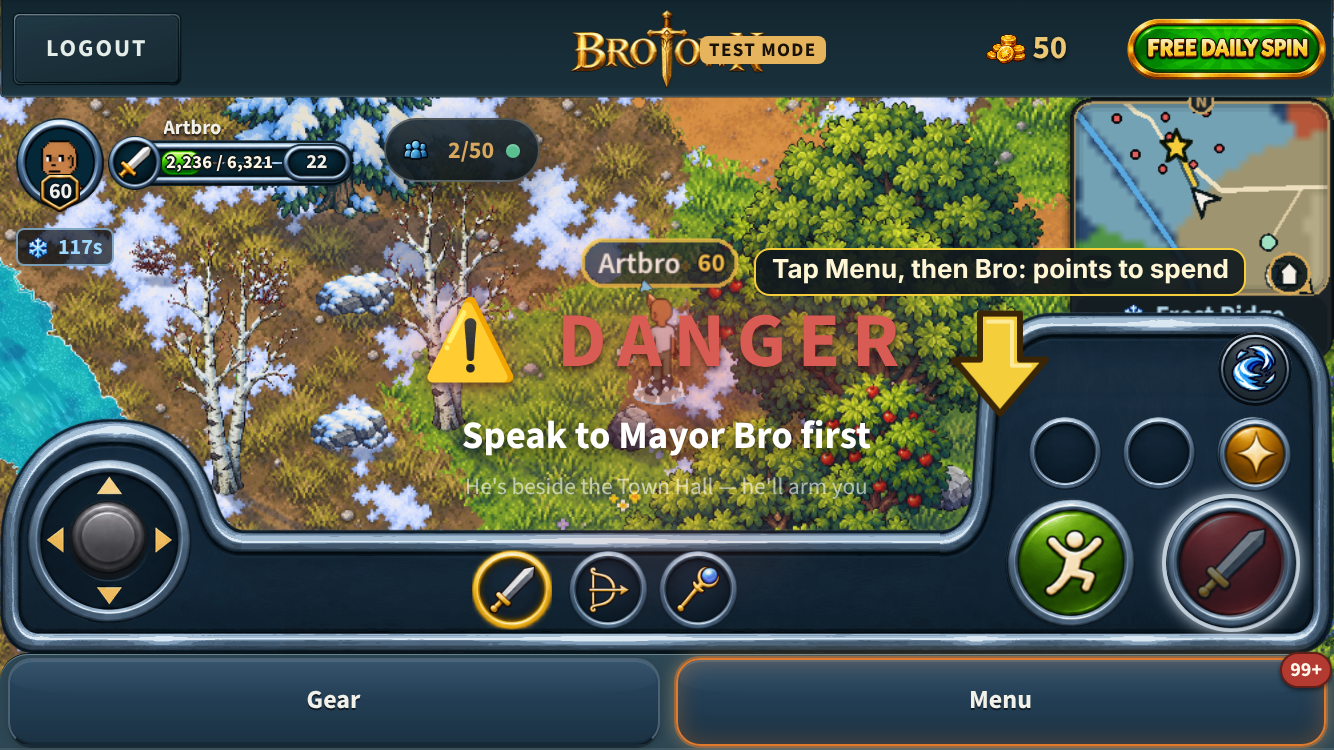 LOGOUT
TEST MODE
50
FREE DAILY SPIN
N
Artbro
2,236 / 6,321
22
60
2/50
117s
Artbro 60
Tap Menu, then Bro: points to spend
Frost Ridge
DANGER
Speak to Mayor Bro first
He's beside the Town Hall — he'll arm you
Gear
Menu
99+